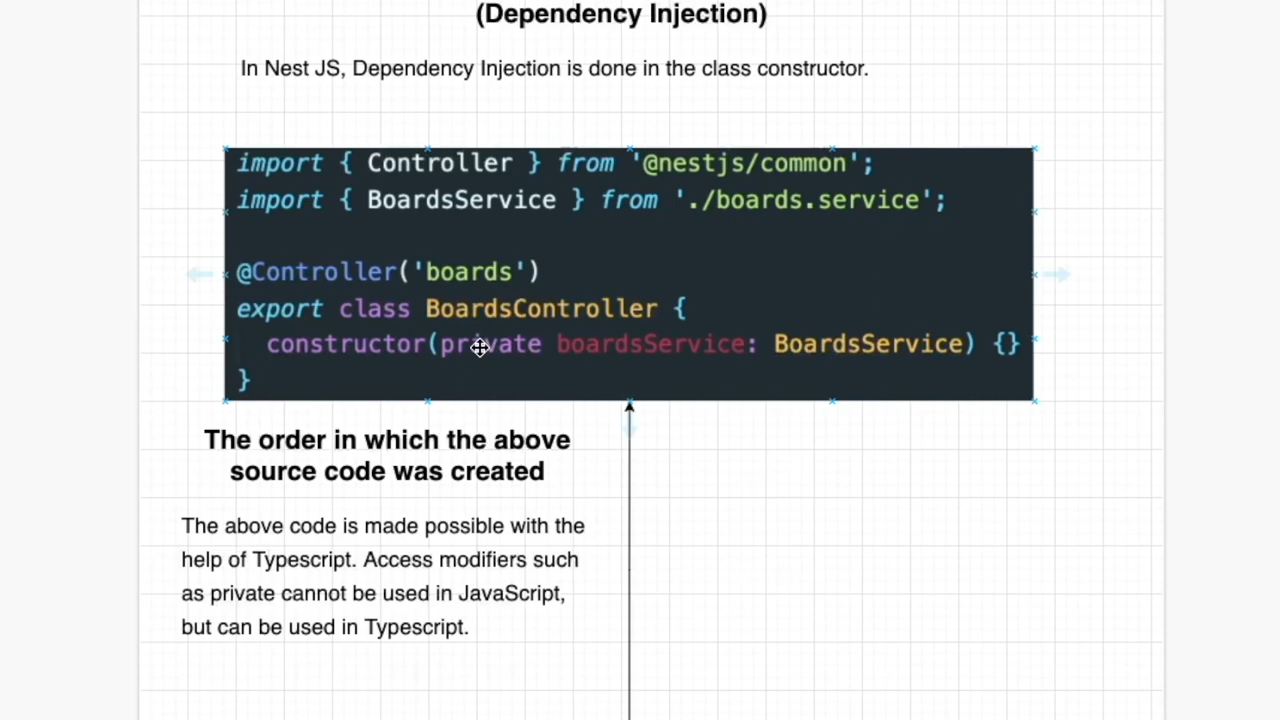 (Dependency Injection)
In Nest JS, Dependency Injection is done in the class constructor.
import { Controller } from '@nestjs/common';
import { BoardsService } from './boards.service';
@Controller('boards')
export class BoardsController {
constructor(private boardsService: BoardsService) {}
}
The order in which the above
source code was created
The above code is made possible with the
help of Typescript. Access modifiers such
as private cannot be used in JavaScript,
but can be used in Typescript.